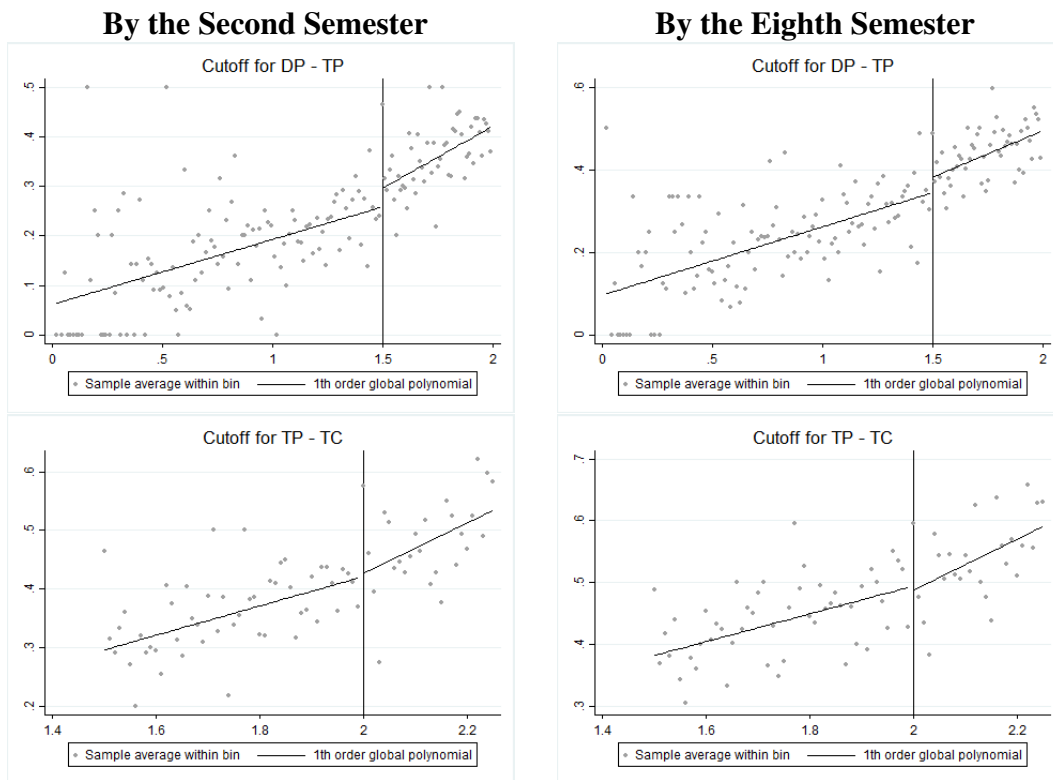 By the Second Semester
By the Eighth Semester
Cutoff for DP - TP
.5
.4
.3
.2
.1
0
0
.5
1
1.5
2
Sample average within bin
1th order global polynomial
Cutoff for DP - TP
.6
.4
.2
0
0
.5
1
1.5
2
Sample average within bin
1th order global polynomial
Cutoff for TP - TC
.6
.5
.4
.3
.2
1.4
1.6
1.8
2
2.2
Sample average within bin
1th order global polynomial
Cutoff for TP - TC
.7
.6
.5
.4
.3
1.4
1.6
1.8
2
2.2
Sample average within bin
1th order global polynomial